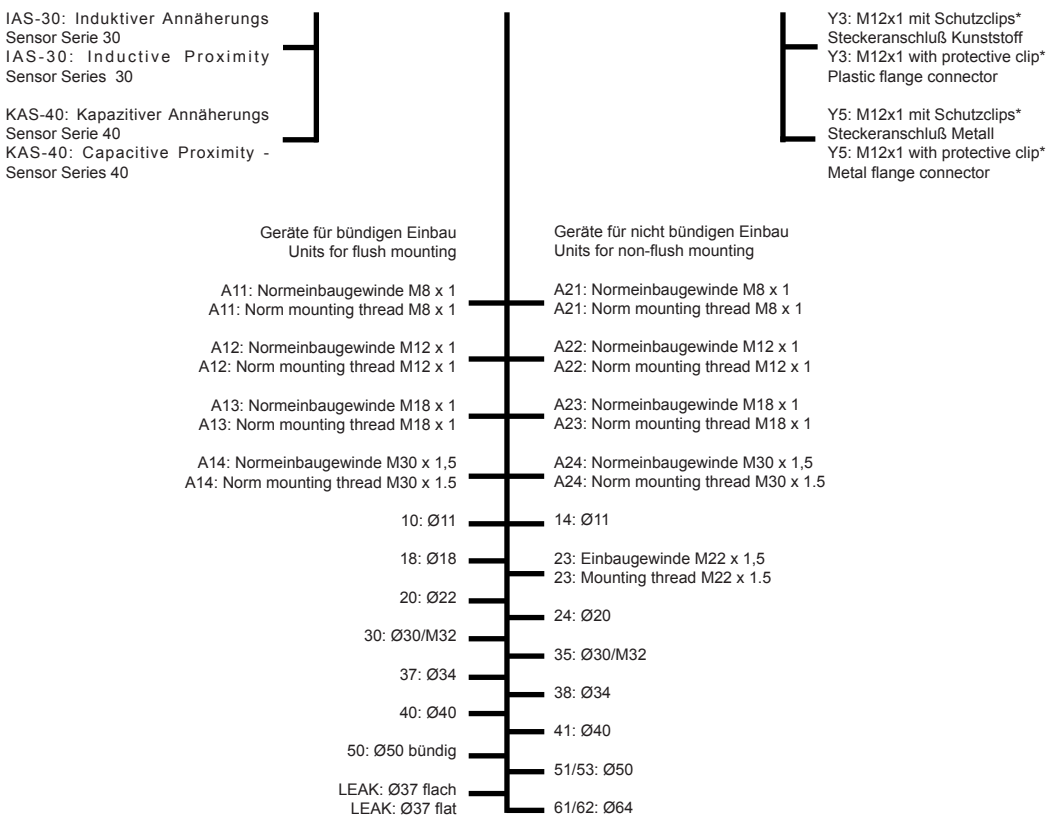 IAS-30: Induktiver Annäherungs
Sensor Serie 30
IAS-30: Inductive Proximity
Sensor Series 30
KAS-40: Kapazitiver Annäherungs
Sensor Serie 40
KAS-40: Capacitive Proximity -
Sensor Series 40
Y3: M12x1 mit Schutzclips*
Steckeranschluß Kunststoff
Y3: M12x1 with protective clip*
Plastic flange connector
Y5: M12x1 mit Schutzclips*
Steckeranschluß Metall
Y5: M12x1 with protective clip*
Metal flange connector
Geräte für bündigen Einbau
Units for flush mounting
A11: Normeinbaugewinde M8 x 1
A11: Norm mounting thread M8 x 1
A12: Normeinbaugewinde M12 x 1
A12: Norm mounting thread M12 x 1
A13: Normeinbaugewinde M18 x 1
A13: Norm mounting thread M18 x 1
A14: Normeinbaugewinde M30 x 1,5
A14: Norm mounting thread M30 x 1.5
10: Ø11
18: Ø18
20: Ø22
30: Ø30/M32
37: Ø34
40: Ø40
50: Ø50 bündig
LEAK: Ø37 flach
LEAK: Ø37 flat
Geräte für nicht bündigen Einbau
Units for non-flush mounting
A21: Normeinbaugewinde M8 x 1
A21: Norm mounting thread M8 x 1
A22: Normeinbaugewinde M12 x 1
A22: Norm mounting thread M12 x 1
A23: Normeinbaugewinde M18 x 1
A23: Norm mounting thread M18 x 1
A24: Normeinbaugewinde M30 x 1,5
A24: Norm mounting thread M30 x 1.5
14: Ø11
23: Einbaugewinde M22 x 1,5
23: Mounting thread M22 x 1.5
24: Ø20
35: Ø30/M32
38: Ø34
41: Ø40
51/53: Ø50
61/62: Ø64